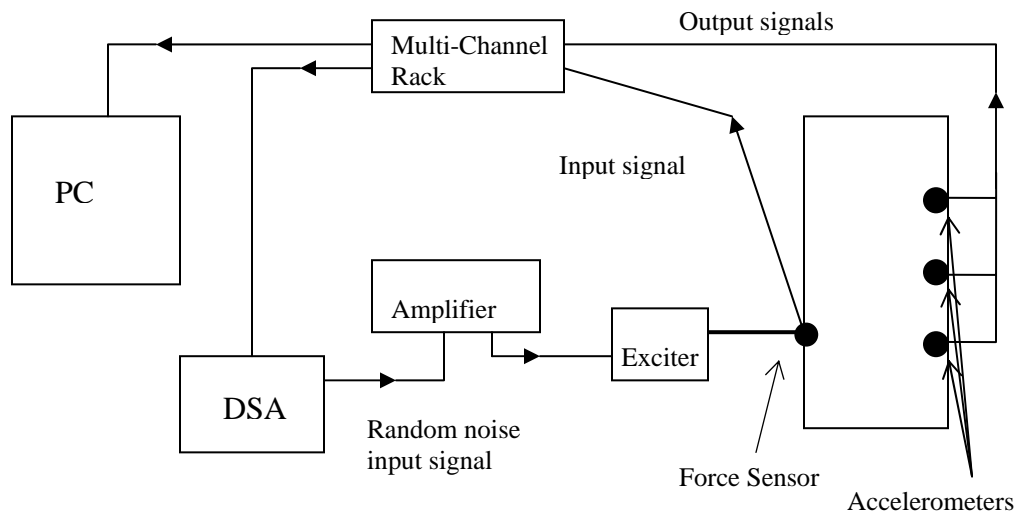 Output signals
Multi-Channel
Rack
Input signal
PC
Amplifier
Exciter
DSA
Random noise
input signal
Force Sensor
Accelerometers